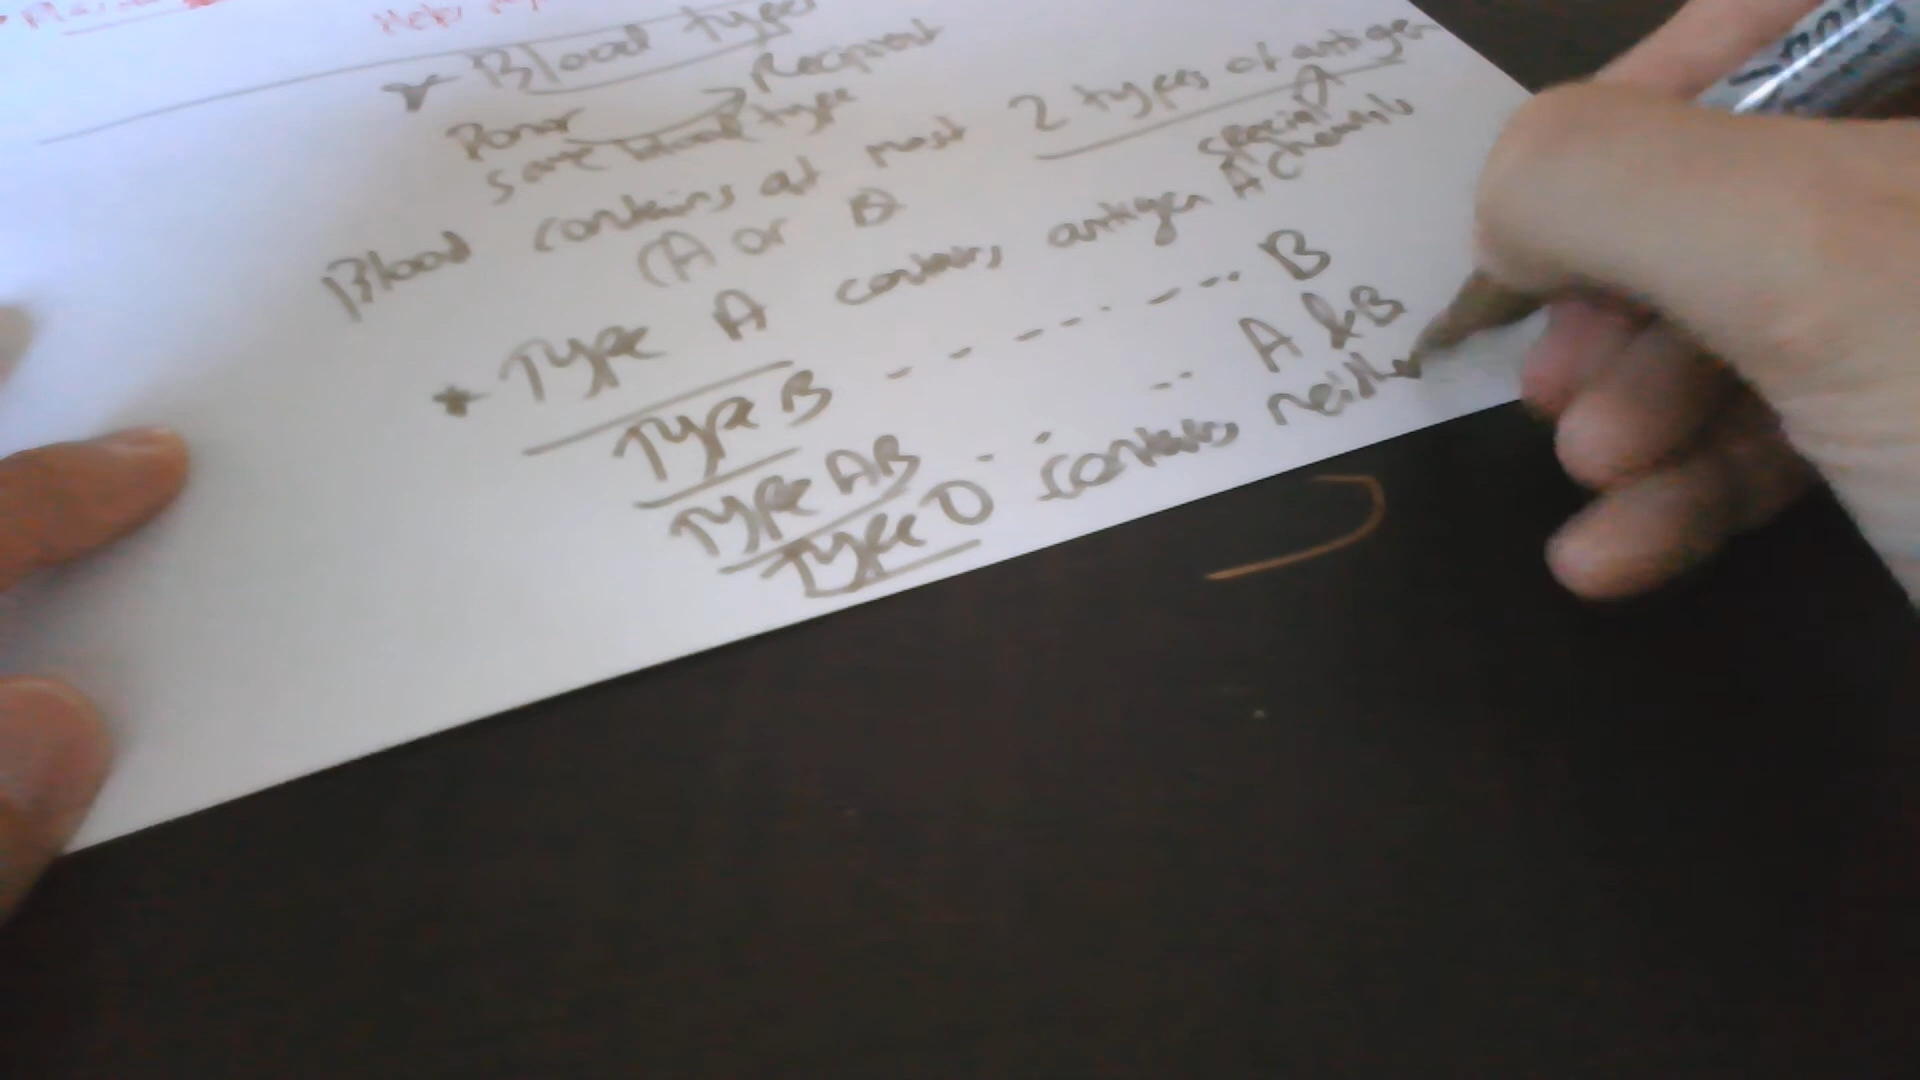 * Blood types
Donor → Recipient
same blood type
Blood contains at most 2 types of antigen
special
chemicals
(A or B
* Type A contains antigen A
Type B - - - - - - - - - B
Type AB - - - - A & B
Type O contains neither